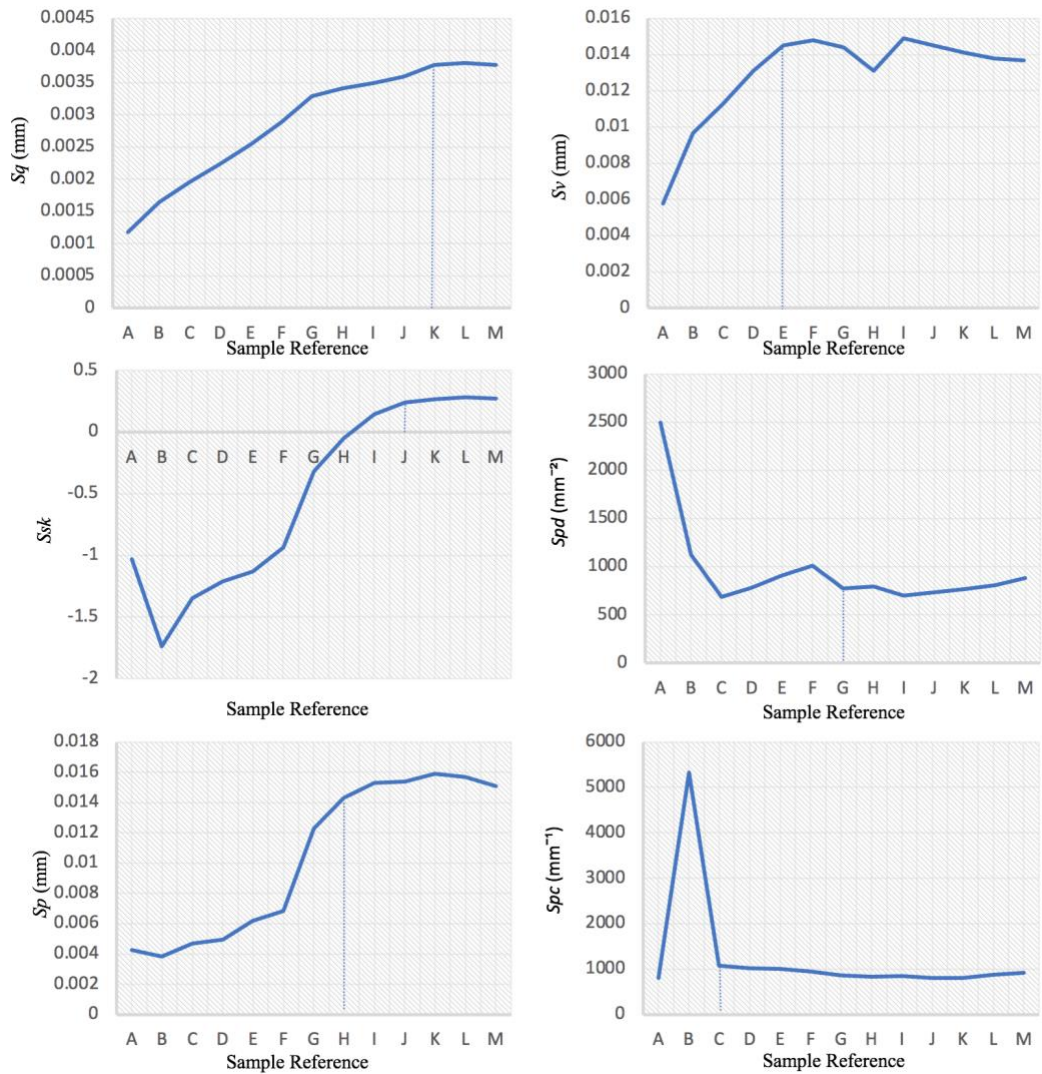 0.0045
0.004
0.0035
0.003
0.0025
0.002
0.0015
0.001
0.0005
0
Sq (mm)
A B C D E F G H I J K L M
Sample Reference
0.016
0.014
0.012
0.01
0.008
0.006
0.004
0.002
0
Sv (mm)
A B C D E F G H I J K L M
Sample Reference
0.5
0
-0.5
-1
-1.5
-2
Ssk
A B C D E F G H I J K L M
Sample Reference
3000
2500
2000
1500
1000
500
0
Spd (mm⁻²)
A B C D E F G H I J K L M
Sample Reference
0.018
0.016
0.014
0.012
0.01
0.008
0.006
0.004
0.002
0
Sp (mm)
A B C D E F G H I J K L M
Sample Reference
6000
5000
4000
3000
2000
1000
0
Spc (mm⁻¹)
A B C D E F G H I J K L M
Sample Reference